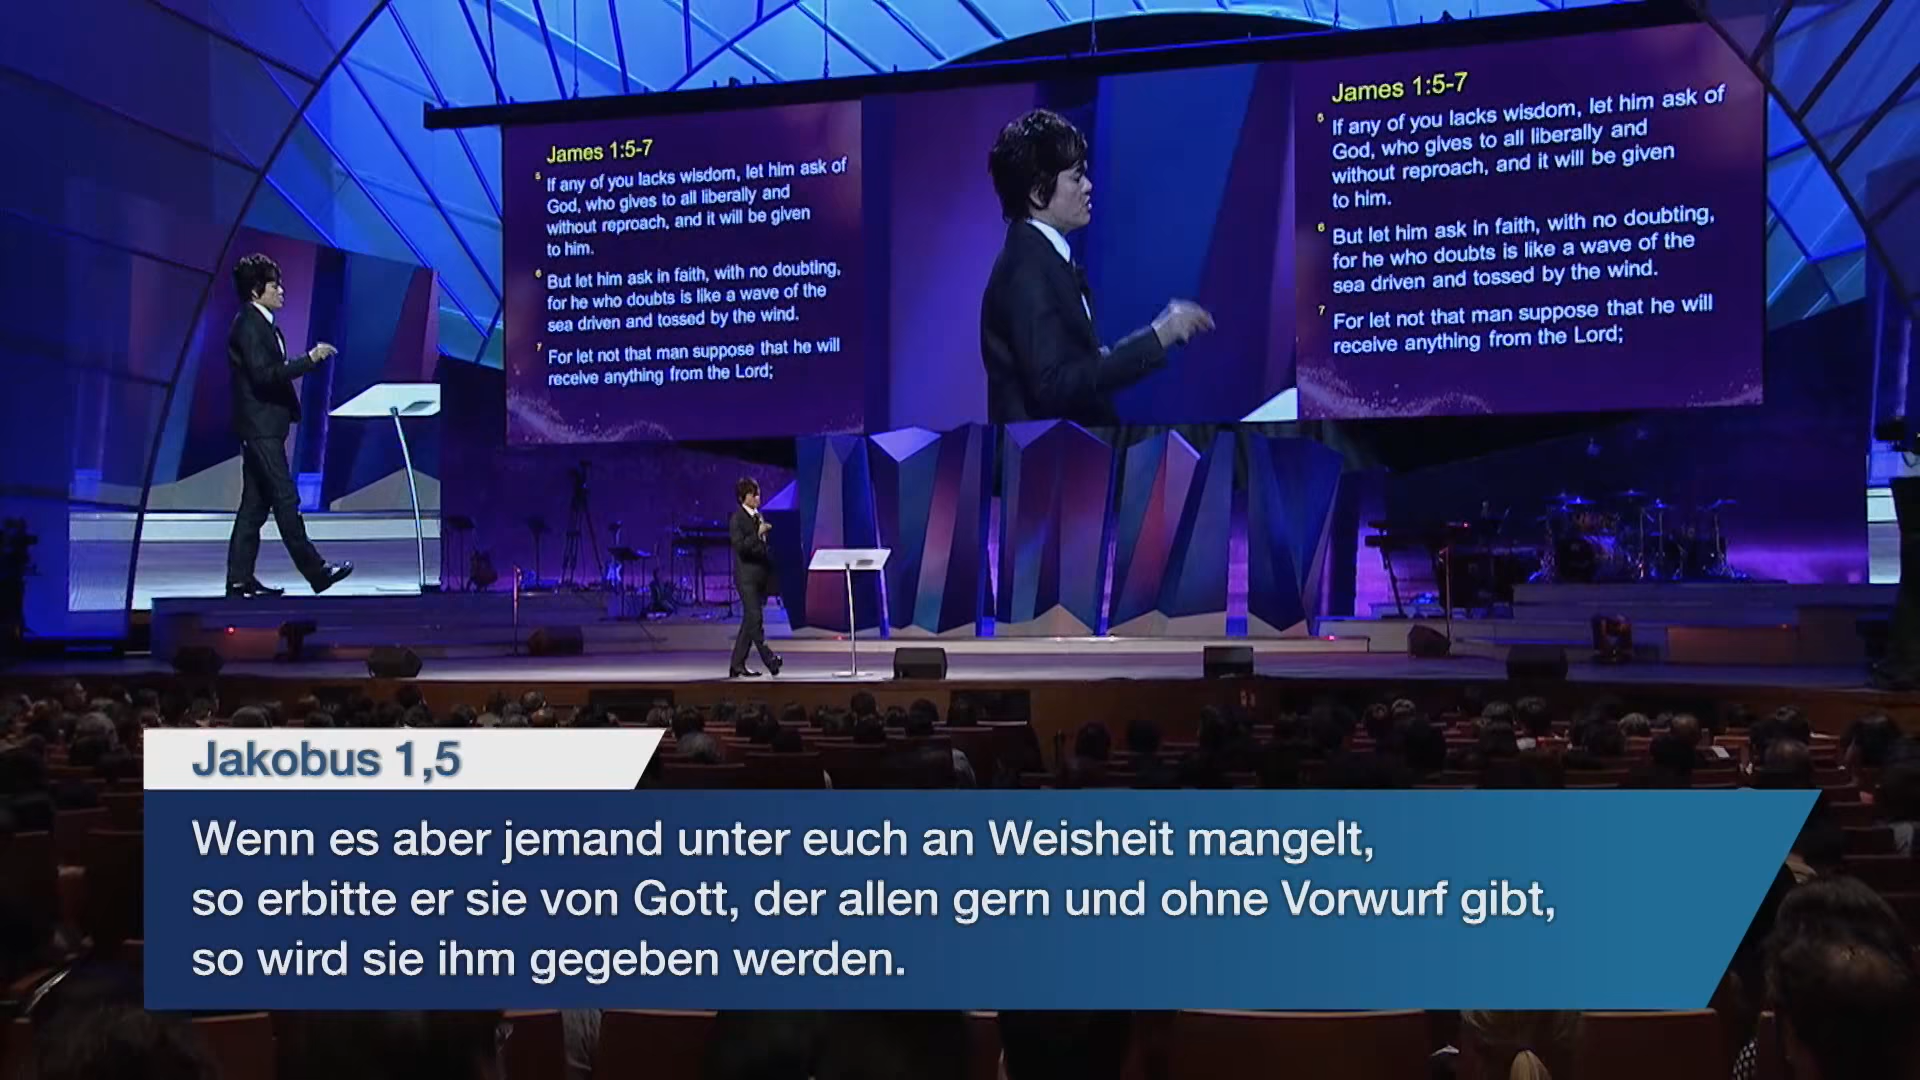 James 1:5-7
5 If any of you lacks wisdom, let him ask of
God, who gives to all liberally and
without reproach, and it will be given
to him.
6 But let him ask in faith, with no doubting,
for he who doubts is like a wave of the
sea driven and tossed by the wind.
7 For let not that man suppose that he will
receive anything from the Lord;
James 1:5-7
5 If any of you lacks wisdom, let him ask of
God, who gives to all liberally and
without reproach, and it will be given
to him.
6 But let him ask in faith, with no doubting,
for he who doubts is like a wave of the
sea driven and tossed by the wind.
7 For let not that man suppose that he will
receive anything from the Lord;
Jakobus 1,5
Wenn es aber jemand unter euch an Weisheit mangelt,
so erbitte er sie von Gott, der allen gern und ohne Vorwurf gibt,
so wird sie ihm gegeben werden.